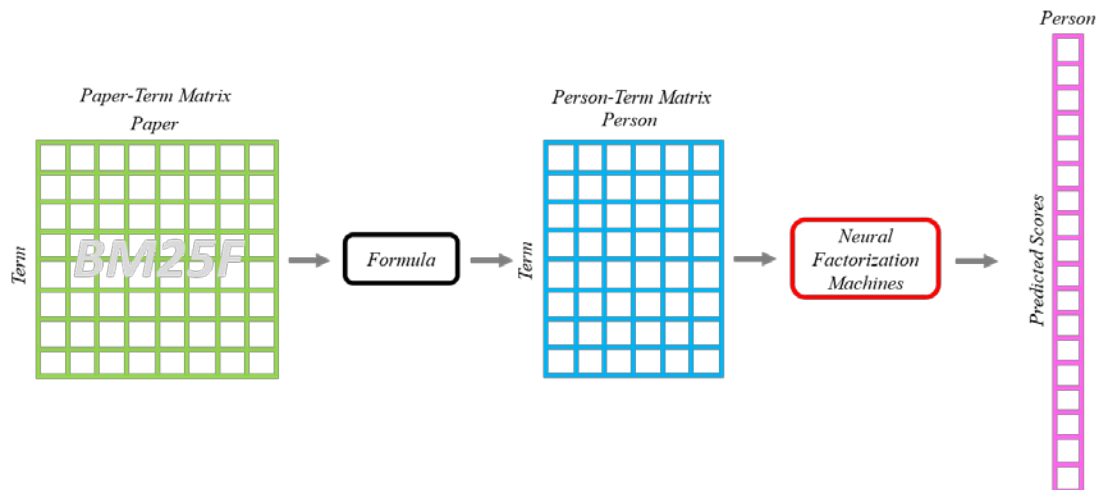 Paper-Term Matrix
Paper
Term
BM25F
Formula
Person-Term Matrix
Person
Term
Neural
Factorization
Machines
Person
Predicted Scores